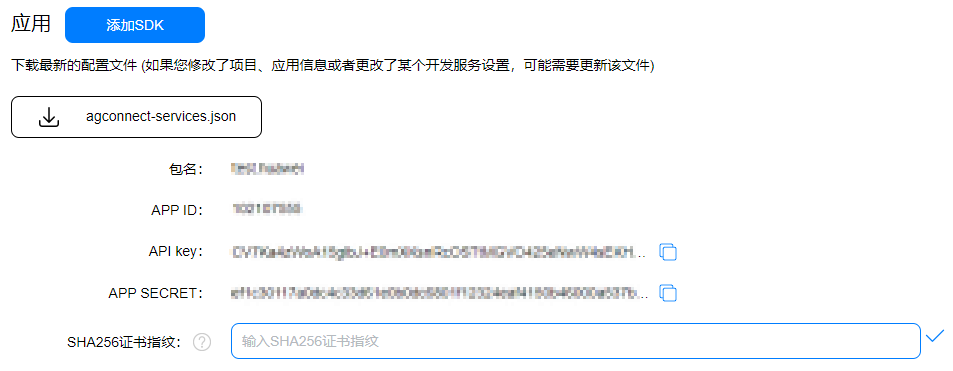 应用 添加SDK
下载最新的配置文件 (如果您修改了项目、应用信息或者更改了某个开发服务设置，可能需要更新该文件)
agconnect-services.json
包名：
APP ID：
API key：
APP SECRET：
SHA256证书指纹： ? 输入SHA256证书指纹